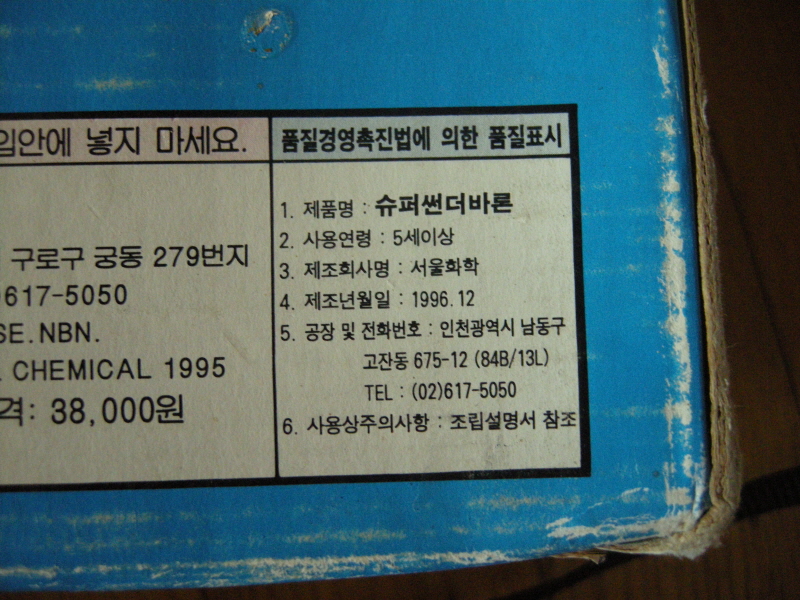 입안에 넣지 마세요.
구로구 궁동 279번지
)617-5050
SE.NBN.
CHEMICAL 1995
격: 38,000원
품질경영촉진법에 의한 품질표시
1. 제품명 : 슈퍼썬더바론
2. 사용연령 : 5세이상
3. 제조회사명 : 서울화학
4. 제조년월일 : 1996.12
5. 공장 및 전화번호 : 인천광역시 남동구
고잔동 675-12 (84B/13L)
TEL : (02)617-5050
6. 사용상주의사항 : 조립설명서 참조